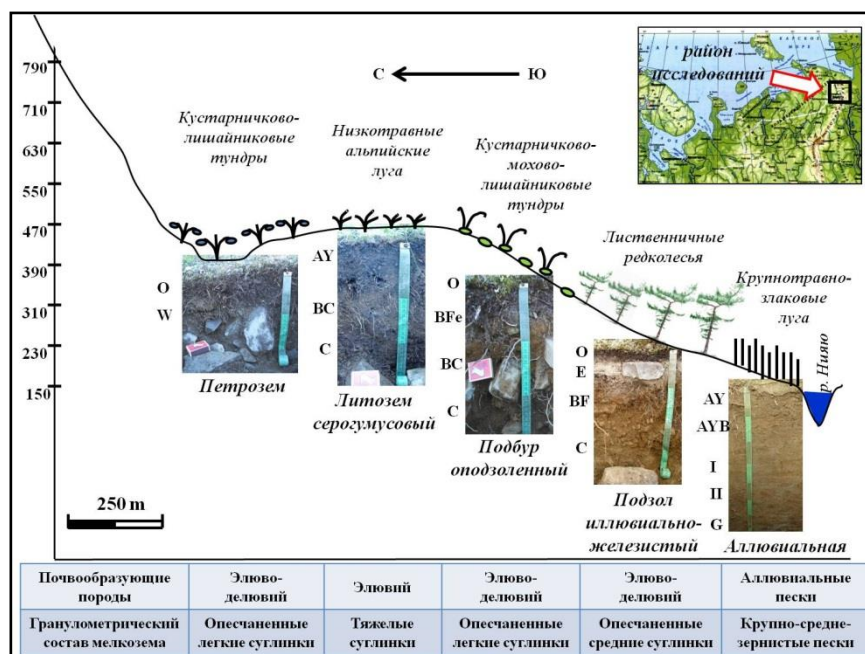 район
исследований
КАРСКОЕ
МОРЕ
790
710
630
550
470
390
310
230
150
С
Ю
Кустарничково-
лишайниковые
тундры
Низкотравные
альпийские
луга
Кустарничково-
мохово-
лишайниковые
тундры
Лиственничные
редколесья
Крупнотравно-
злаковые
луга
р. Нияю
O
W
Петрозем
AY
BC
C
Литозем
серогумусовый
O
BFe
BC
C
Подбур
оподзоленный
O
E
BF
C
Подзол
иллювиально-
железистый
AY
AYB
I
II
G
Аллювиальная
250 m
Почвообразующие
породы
Элюво-
делювий
Элювий
Элюво-
делювий
Элюво-
делювий
Аллювиальные
пески
Гранулометрический
состав мелкозема
Опесчаненные
легкие суглинки
Тяжелые
суглинки
Опесчаненные
легкие суглинки
Опесчаненные
средние суглинки
Крупно-средне-
зернистые пески